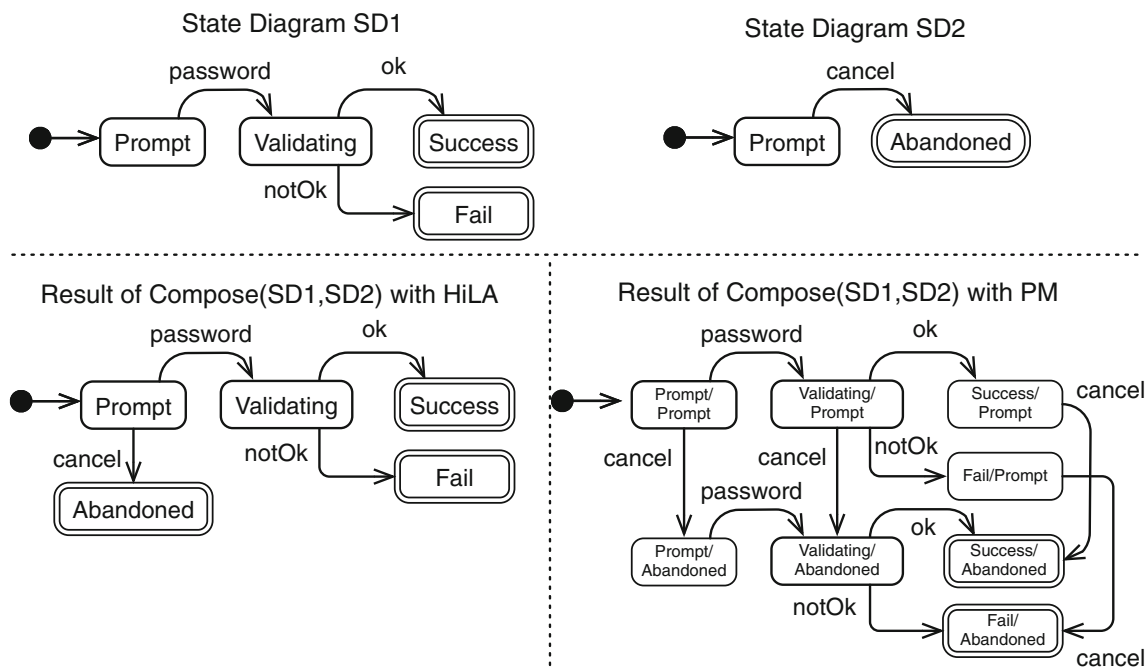 State Diagram SD1
State Diagram SD2
password
ok
cancel
Prompt
Validating
Success
Prompt
Abandoned
notOk
Fail
Result of Compose(SD1,SD2) with HiLA
password
ok
Prompt
Validating
Success
cancel
notOk
Fail
Abandoned
Result of Compose(SD1,SD2) with PM
password
ok
Prompt/
Prompt
Validating/
Prompt
Success/
Prompt
cancel
cancel
cancel
notOk
Fail/Prompt
password
ok
Prompt/
Abandoned
Validating/
Abandoned
Success/
Abandoned
notOk
Fail/
Abandoned
cancel